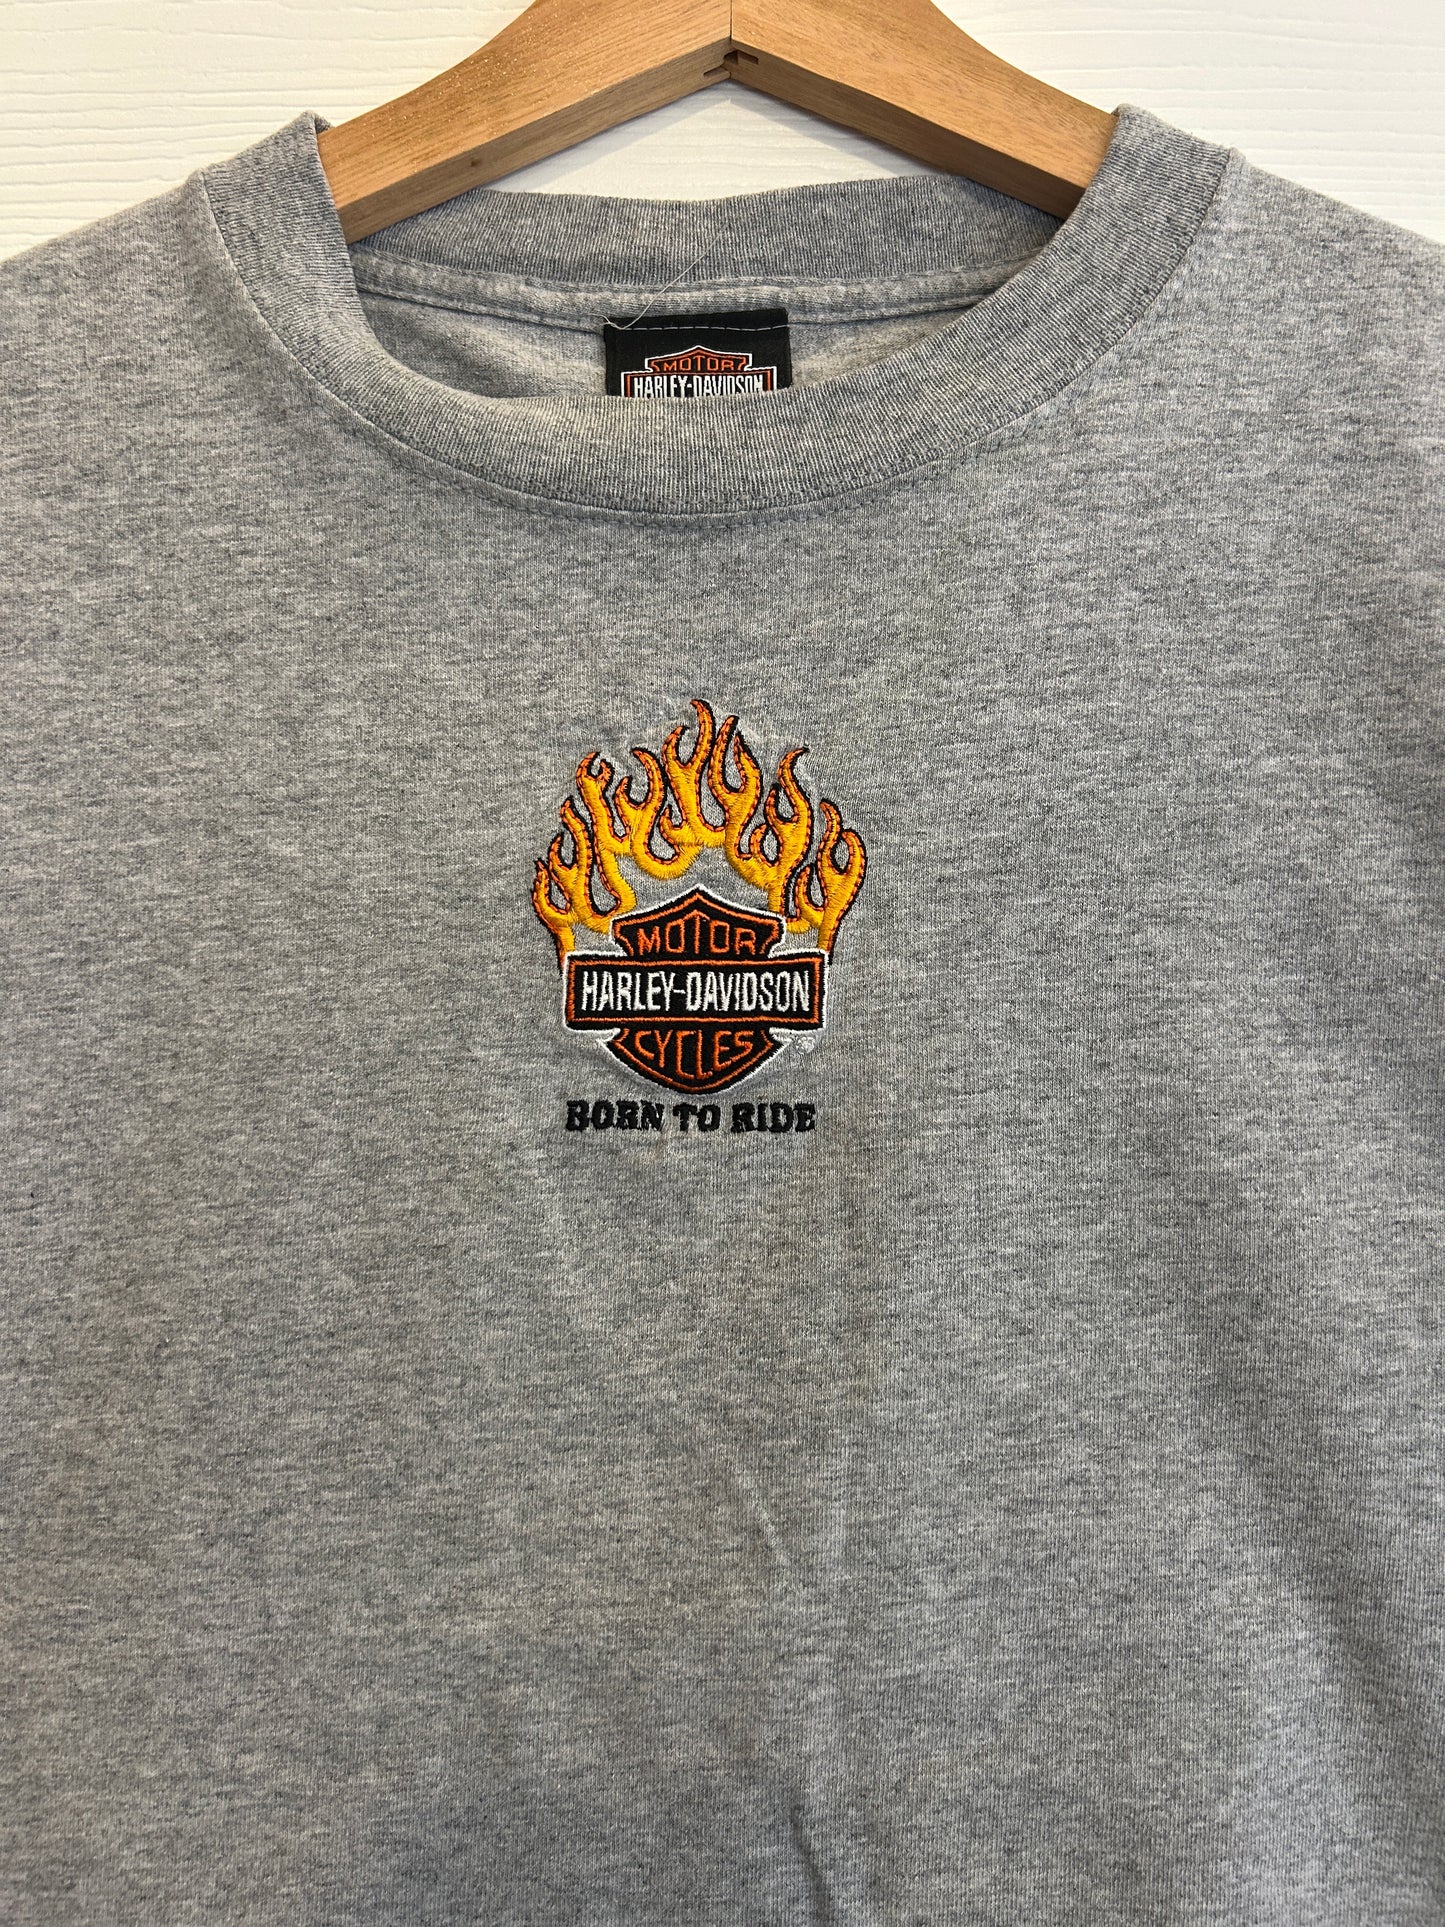 MOTOR
HARLEY-DAVIDSON
MOTOR
HARLEY-DAVIDSON
CYCLES
®
BORN TO RIDE